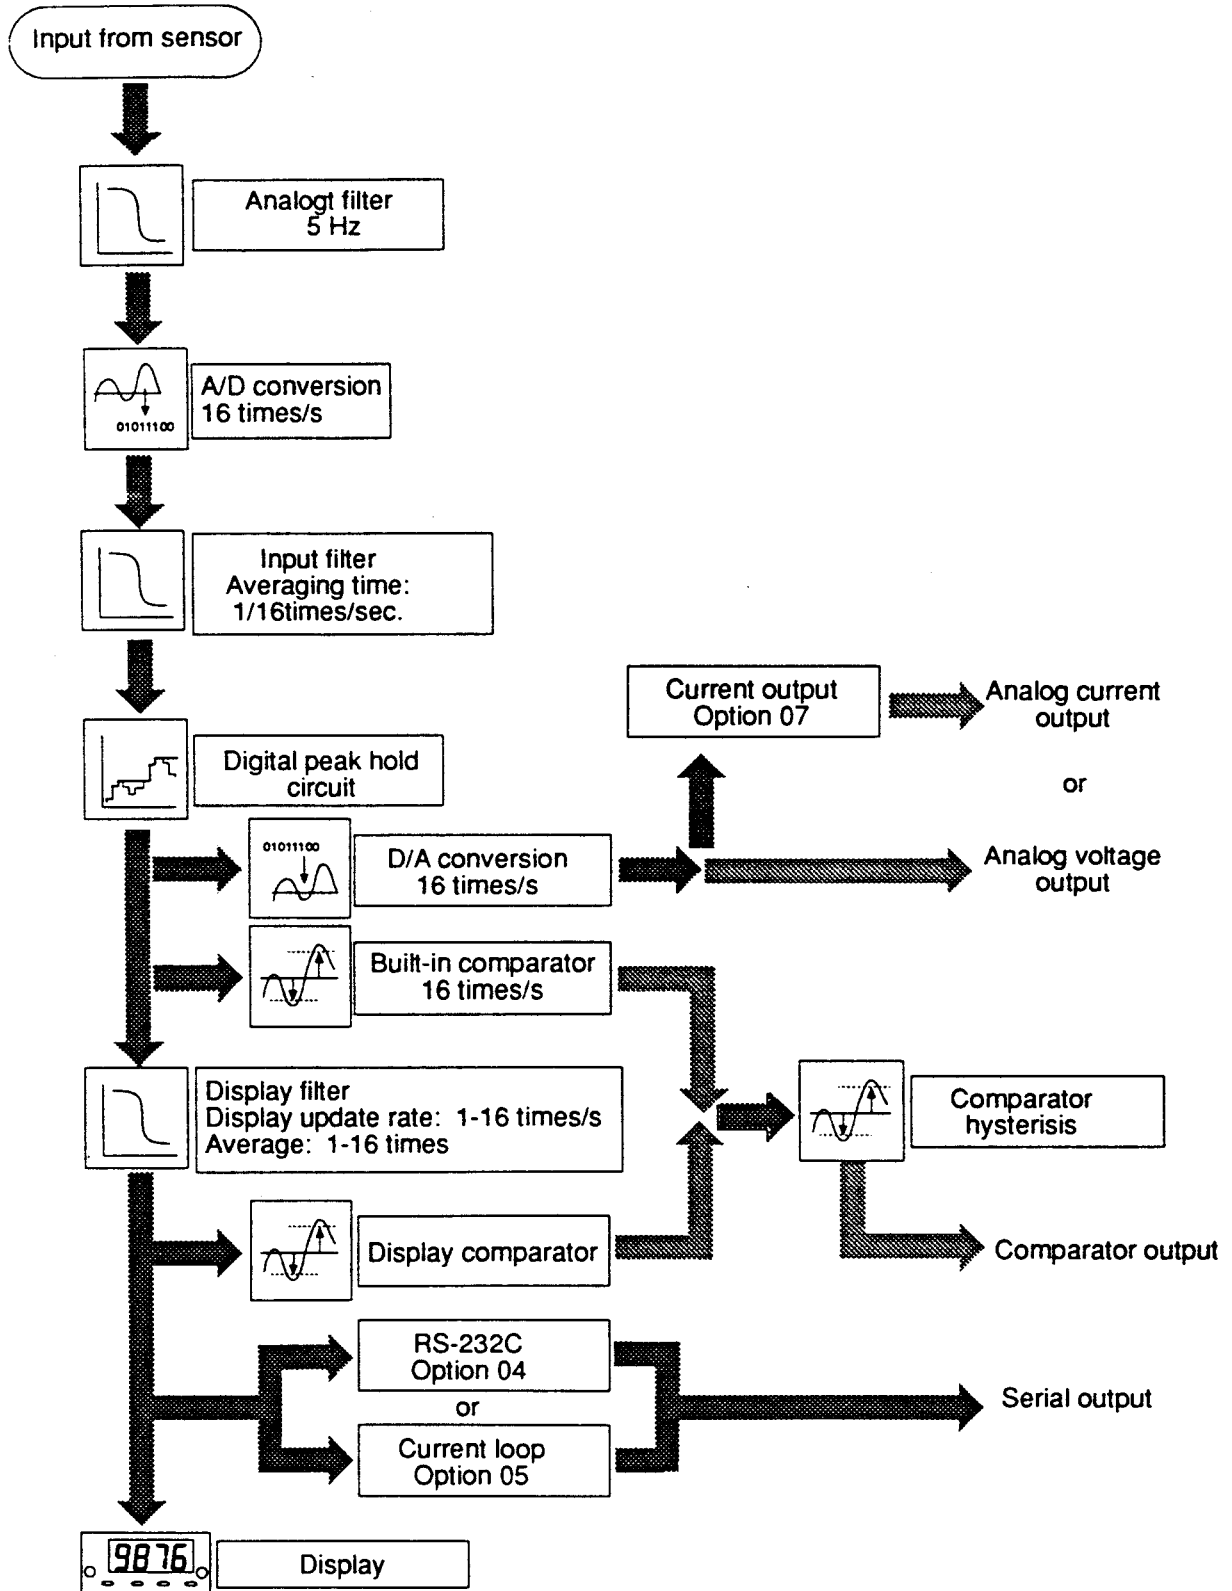 Input from sensor
Analogt filter
5 Hz
A/D conversion
16 times/s
01011100
Input filter
Averaging time:
1/16times/sec.
Current output
Option 07
Analog current
output
or
Digital peak hold
circuit
01011100
D/A conversion
16 times/s
Analog voltage
output
Built-in comparator
16 times/s
Display filter
Display update rate: 1-16 times/s
Average: 1-16 times
Comparator
hysterisis
Display comparator
Comparator output
RS-232C
Option 04
or
Current loop
Option 05
Serial output
9876
Display